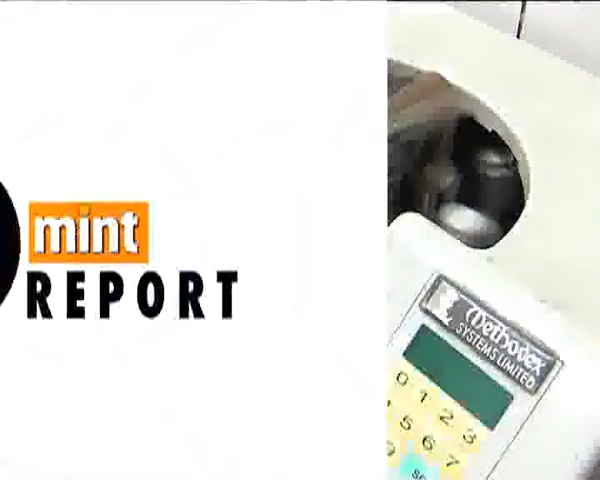 mint
REPORT
Methodex
SYSTEMS LIMITED
0 1 2 3
5 6 7